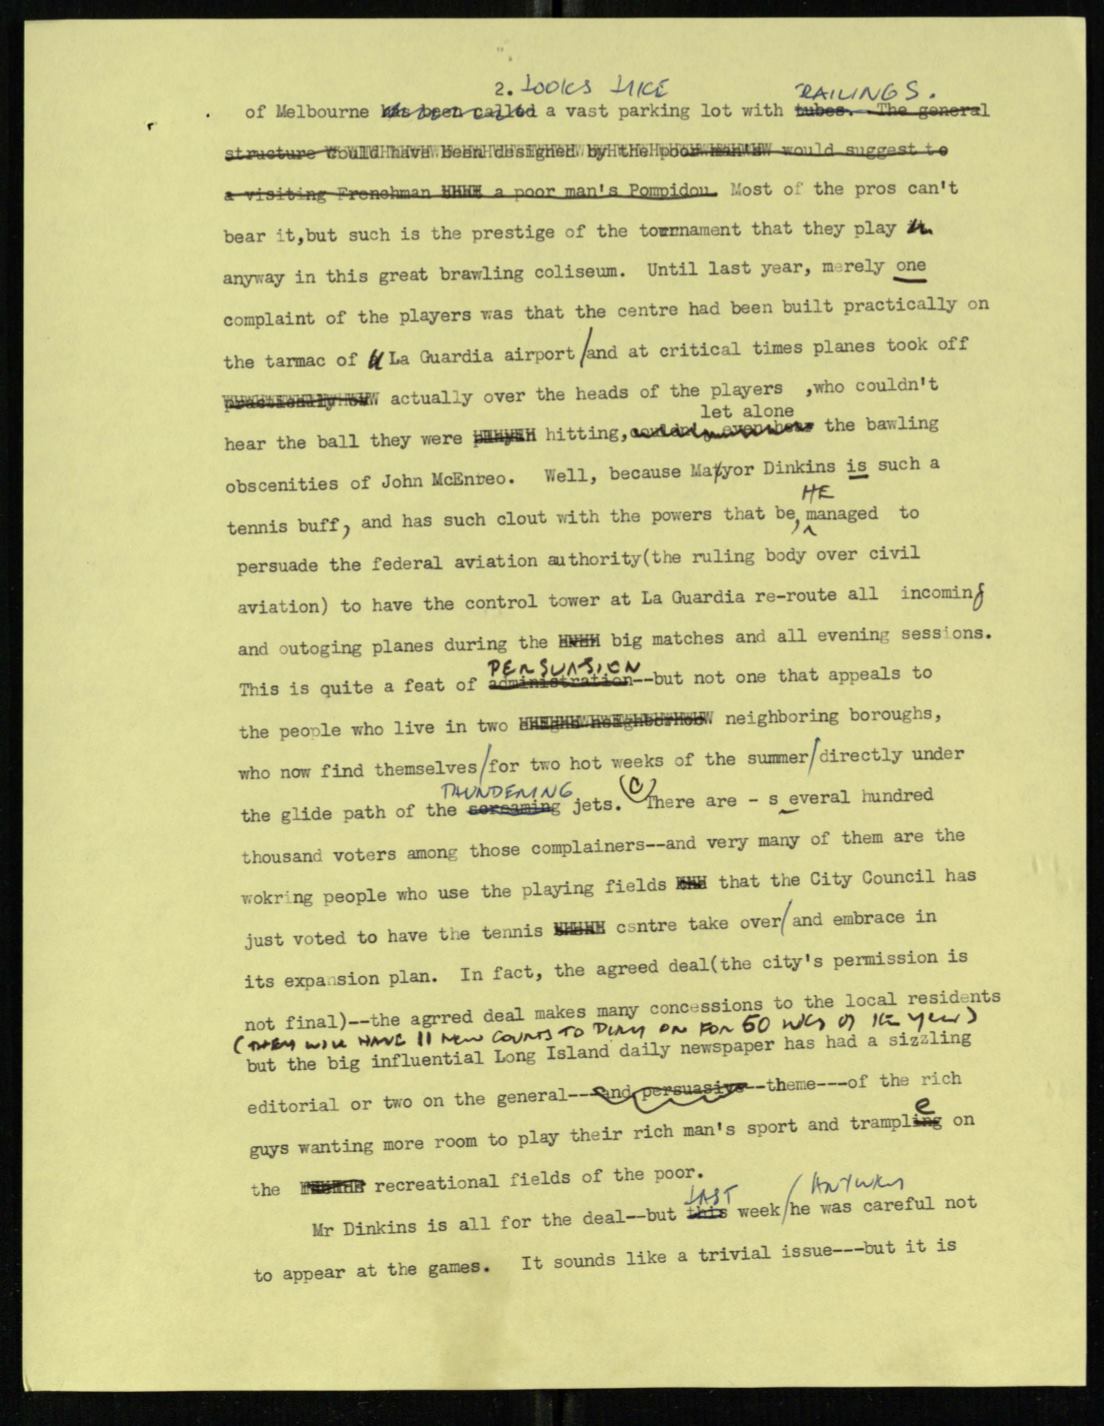 2. LOOKS LIKE RAILINGS.
of Melbourne has been called a vast parking lot with tubes. The general
structure could have been designed by the poor man's would suggest to
a visiting Frenchman a poor man's Pompidou. Most of the pros can't
bear it,but such is the prestige of the tournament that they play
anyway in this great brawling coliseum. Until last year, merely one
complaint of the players was that the centre had been built practically on
the tarmac of La Guardia airport/and at critical times planes took off
practically on actually over the heads of the players ,who couldn't
let alone
hear the ball they were hitting, the bawling
obscenities of John McEnreo. Well, because Mayor Dinkins is such a
HE
tennis buff, and has such clout with the powers that be, managed to
persuade the federal aviation authority(the ruling body over civil
aviation) to have the control tower at La Guardia re-route all incoming
and outoging planes during the big matches and all evening sessions.
PERSUASION
This is quite a feat of administration--but not one that appeals to
the people who live in two neighboring boroughs,
who now find themselves/for two hot weeks of the summer/directly under
THUNDERING
the glide path of the screaming jets. There are - s everal hundred
thousand voters among those complainers--and very many of them are the
wokring people who use the playing fields that the City Council has
just voted to have the tennis csntre take over/and embrace in
its expansion plan. In fact, the agreed deal(the city's permission is
not final)--the agrred deal makes many concessions to the local residents
(THEY WILL HAVE 11 NEW COURTS TO PLAY ON FOR 50 WKS OF THE YEAR)
but the big influential Long Island daily newspaper has had a sizzling
editorial or two on the general---and persuasive--theme---of the rich
guys wanting more room to play their rich man's sport and trample on
the recreational fields of the poor.
LAST ANYWAY
Mr Dinkins is all for the deal--but this week/he was careful not
to appear at the games. It sounds like a trivial issue---but it is